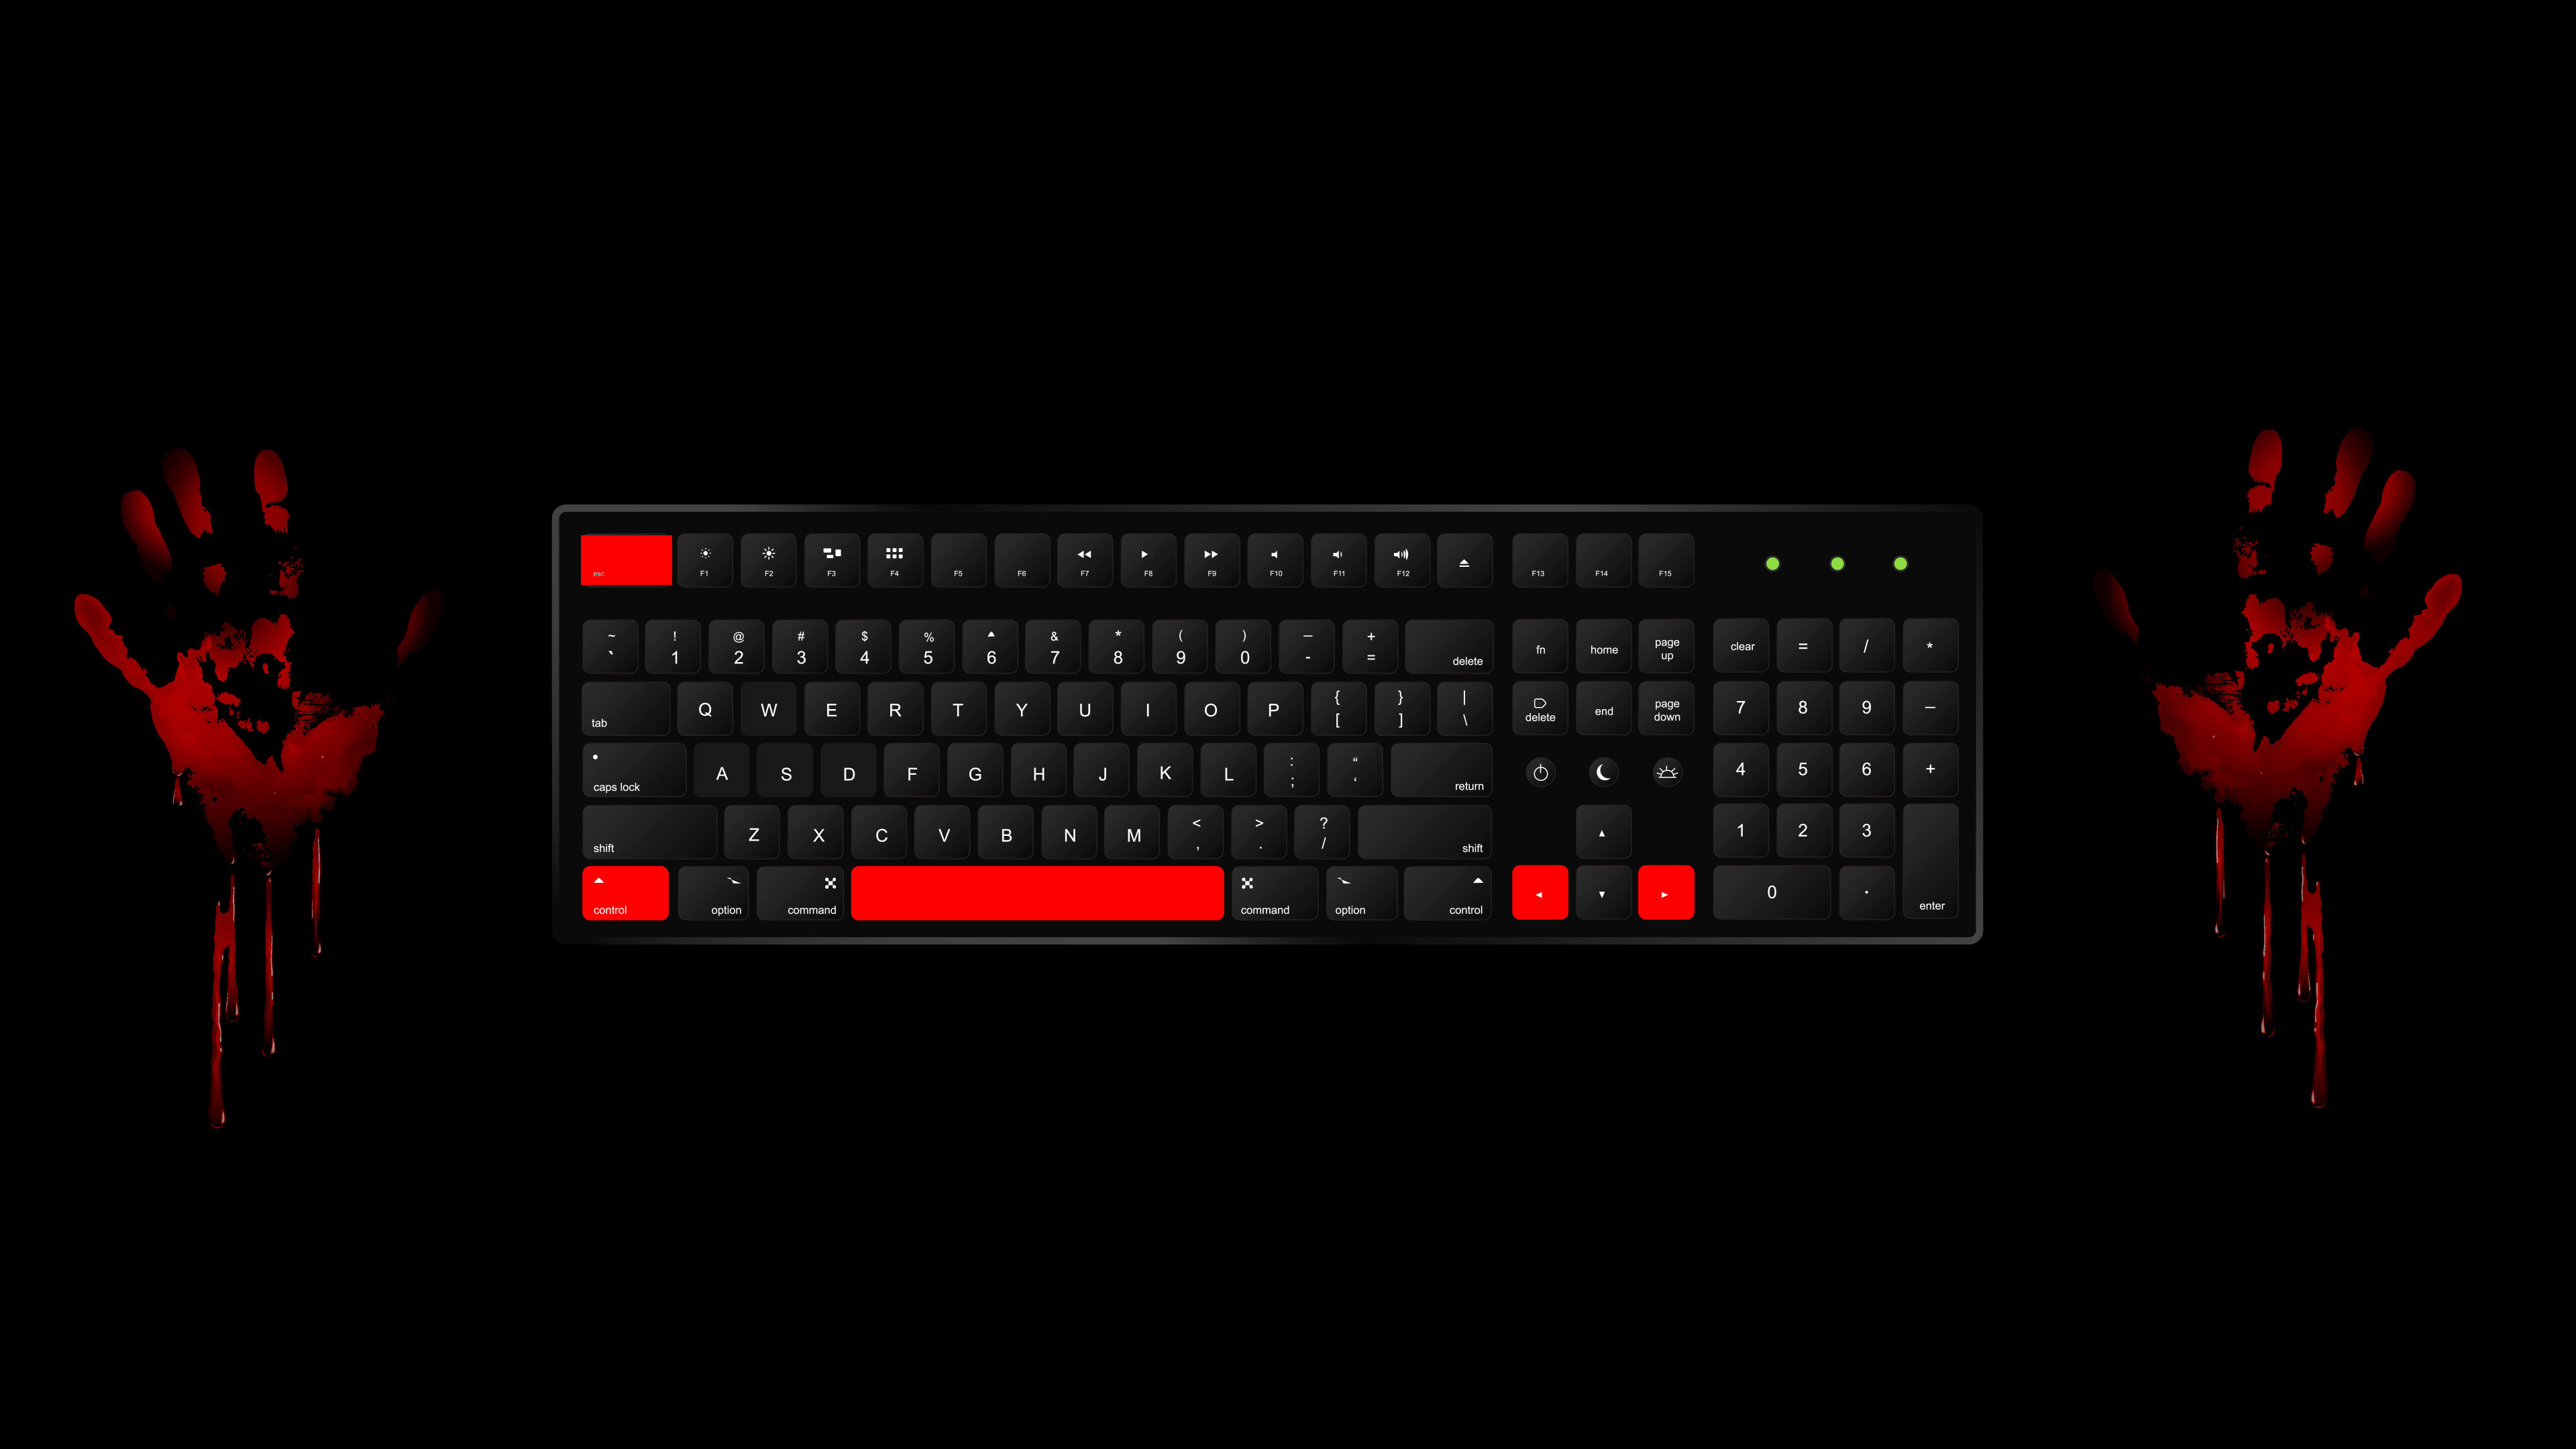 esc F1 F2 F3 F4 F5 F6 F7 F8 F9 F10 F11 F12 F13 F14 F15
~ ! @ # $ % & * ( ) — +
` 1 2 3 4 5 6 7 8 9 0 - = delete fn home page up clear = / *
tab Q W E R T Y U I O P { [ } ] | \ delete end page down 7 8 9 —
caps lock A S D F G H J K L : ; “ ‘ return 4 5 6 +
shift Z X C V B N M < , > . ? / shift 1 2 3
control option command command option control 0 . enter